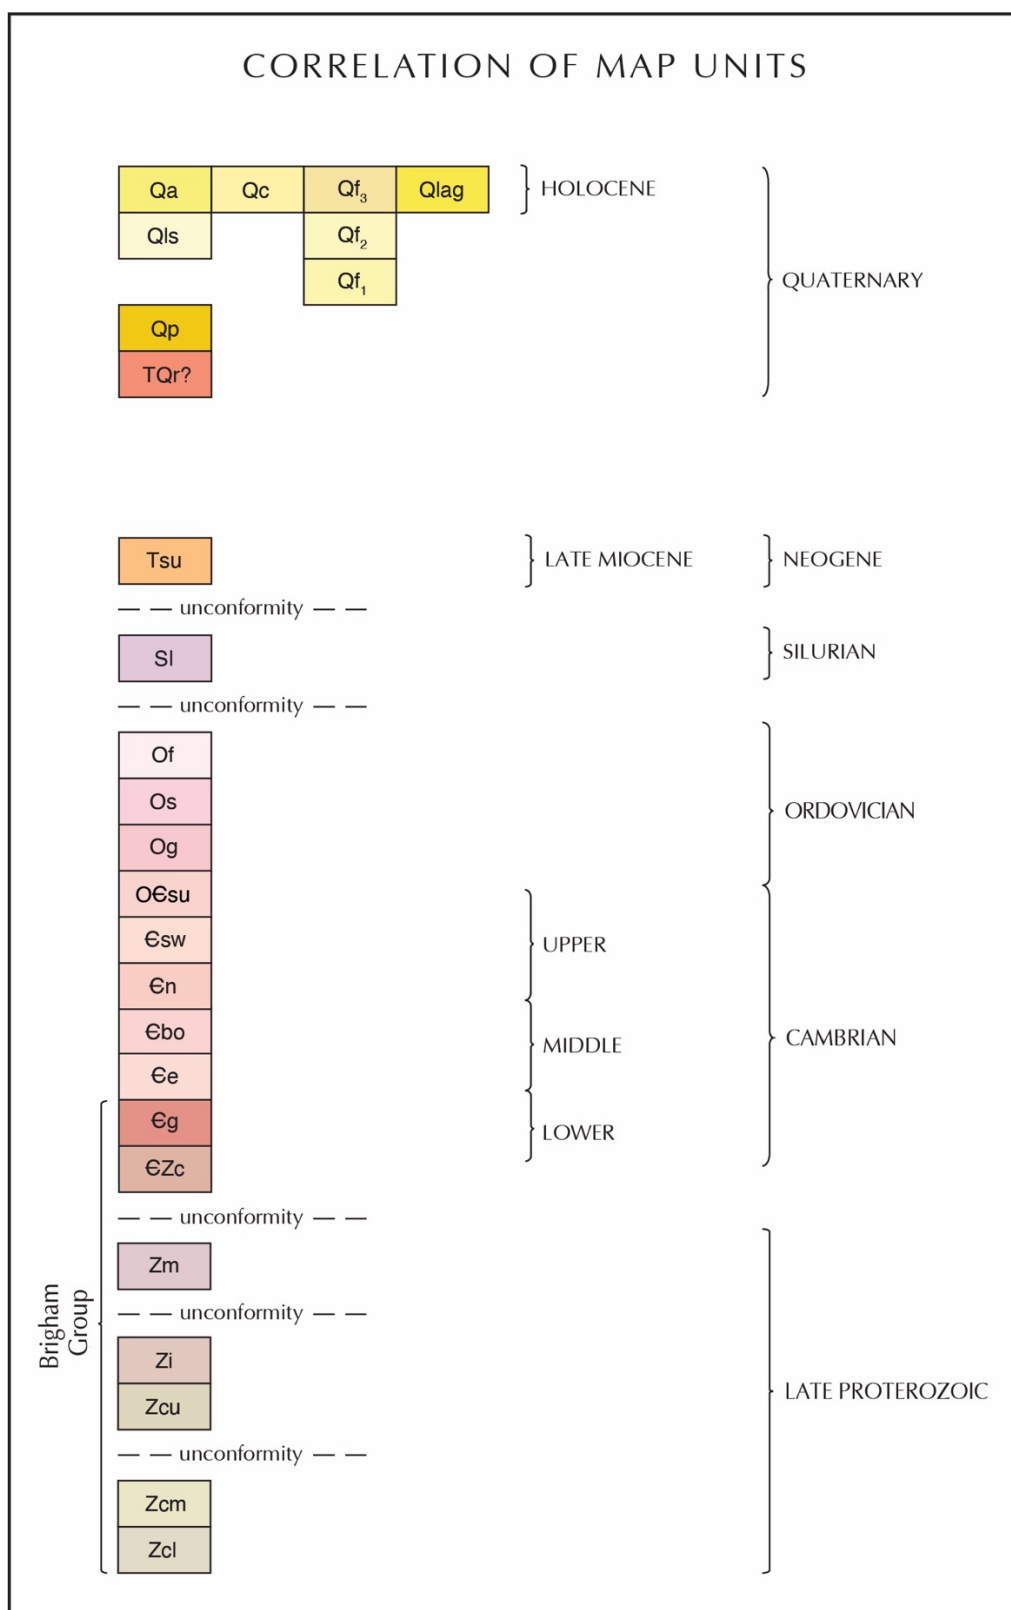 CORRELATION OF MAP UNITS
Qa Qc Qf₃ Qlag HOLOCENE
Qls Qf₂
Qf₁ QUATERNARY
Qp
TQr?
Tsu LATE MIOCENE NEOGENE
— — unconformity — —
Sl SILURIAN
— — unconformity — —
Of
Os ORDOVICIAN
Og
OЄsu
Єsw UPPER
Єn
Єbo MIDDLE CAMBRIAN
Єe
Єg LOWER
ЄZc
— — unconformity — —
Zm
— — unconformity — —
Brigham
Group
Zi
Zcu LATE PROTEROZOIC
— — unconformity — —
Zcm
Zcl